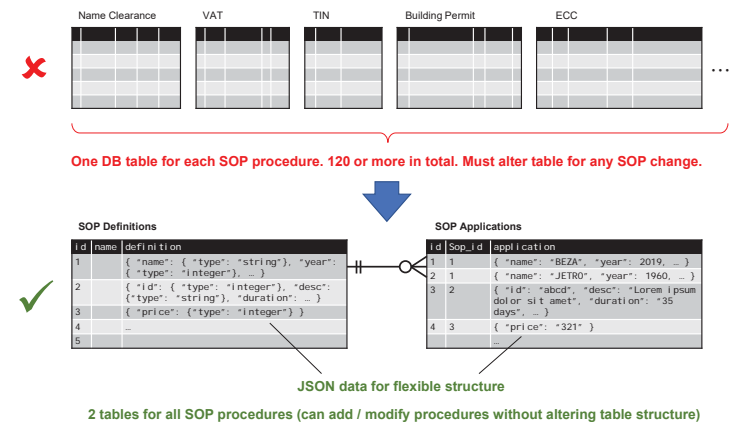 Name Clearance VAT TIN Building Permit ECC
...
One DB table for each SOP procedure. 120 or more in total. Must alter table for any SOP change.
SOP Definitions
id name definition
1 { “name”: { “type”: “string”}, “year”:
{ “type”: “integer”}, … }
2 { “id”: { “type”: “integer”}, “desc”:
{“type”: “string”}, “duration”: … }
3 { “price”: {“type”: “integer”} }
4 …
5
SOP Applications
id Sop_id application
1 1 { “name”: “BEZA”, “year”: 2019, … }
2 1 { “name”: “JETRO”, “year”: 1960, … }
3 2 { “id”: “abcd”, “desc”: “Lorem ipsum
dolor sit amet”, “duration”: “35
days”, … }
4 3 { “price”: “321” }
…
JSON data for flexible structure
2 tables for all SOP procedures (can add / modify procedures without altering table structure)